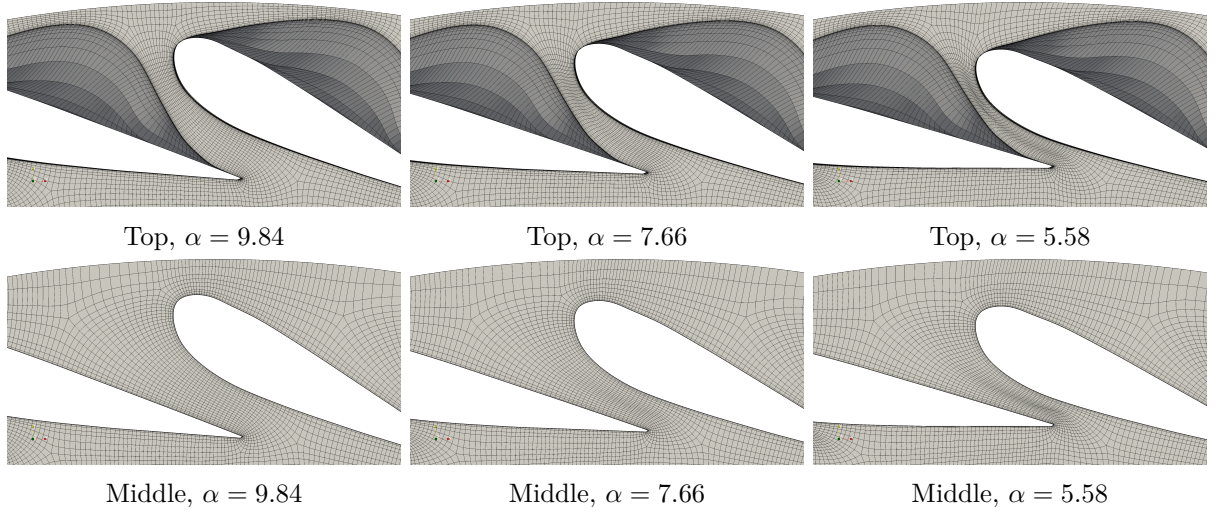 Top, α = 9.84 Top, α = 7.66 Top, α = 5.58
Middle, α = 9.84 Middle, α = 7.66 Middle, α = 5.58